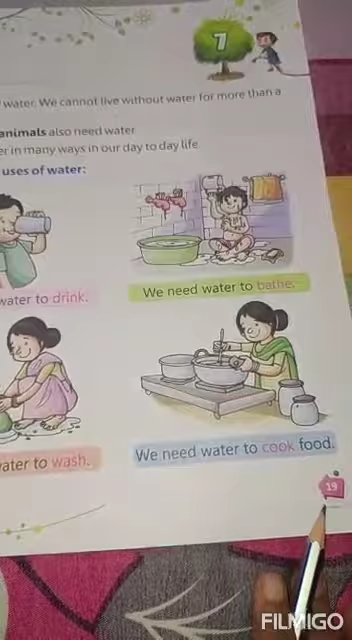 7
water. We cannot live without water for more than a
animals also need water
er in many ways in our day to day life
uses of water:
water to drink.
We need water to bathe.
water to wash.
We need water to cook food.
19
FILMIGO